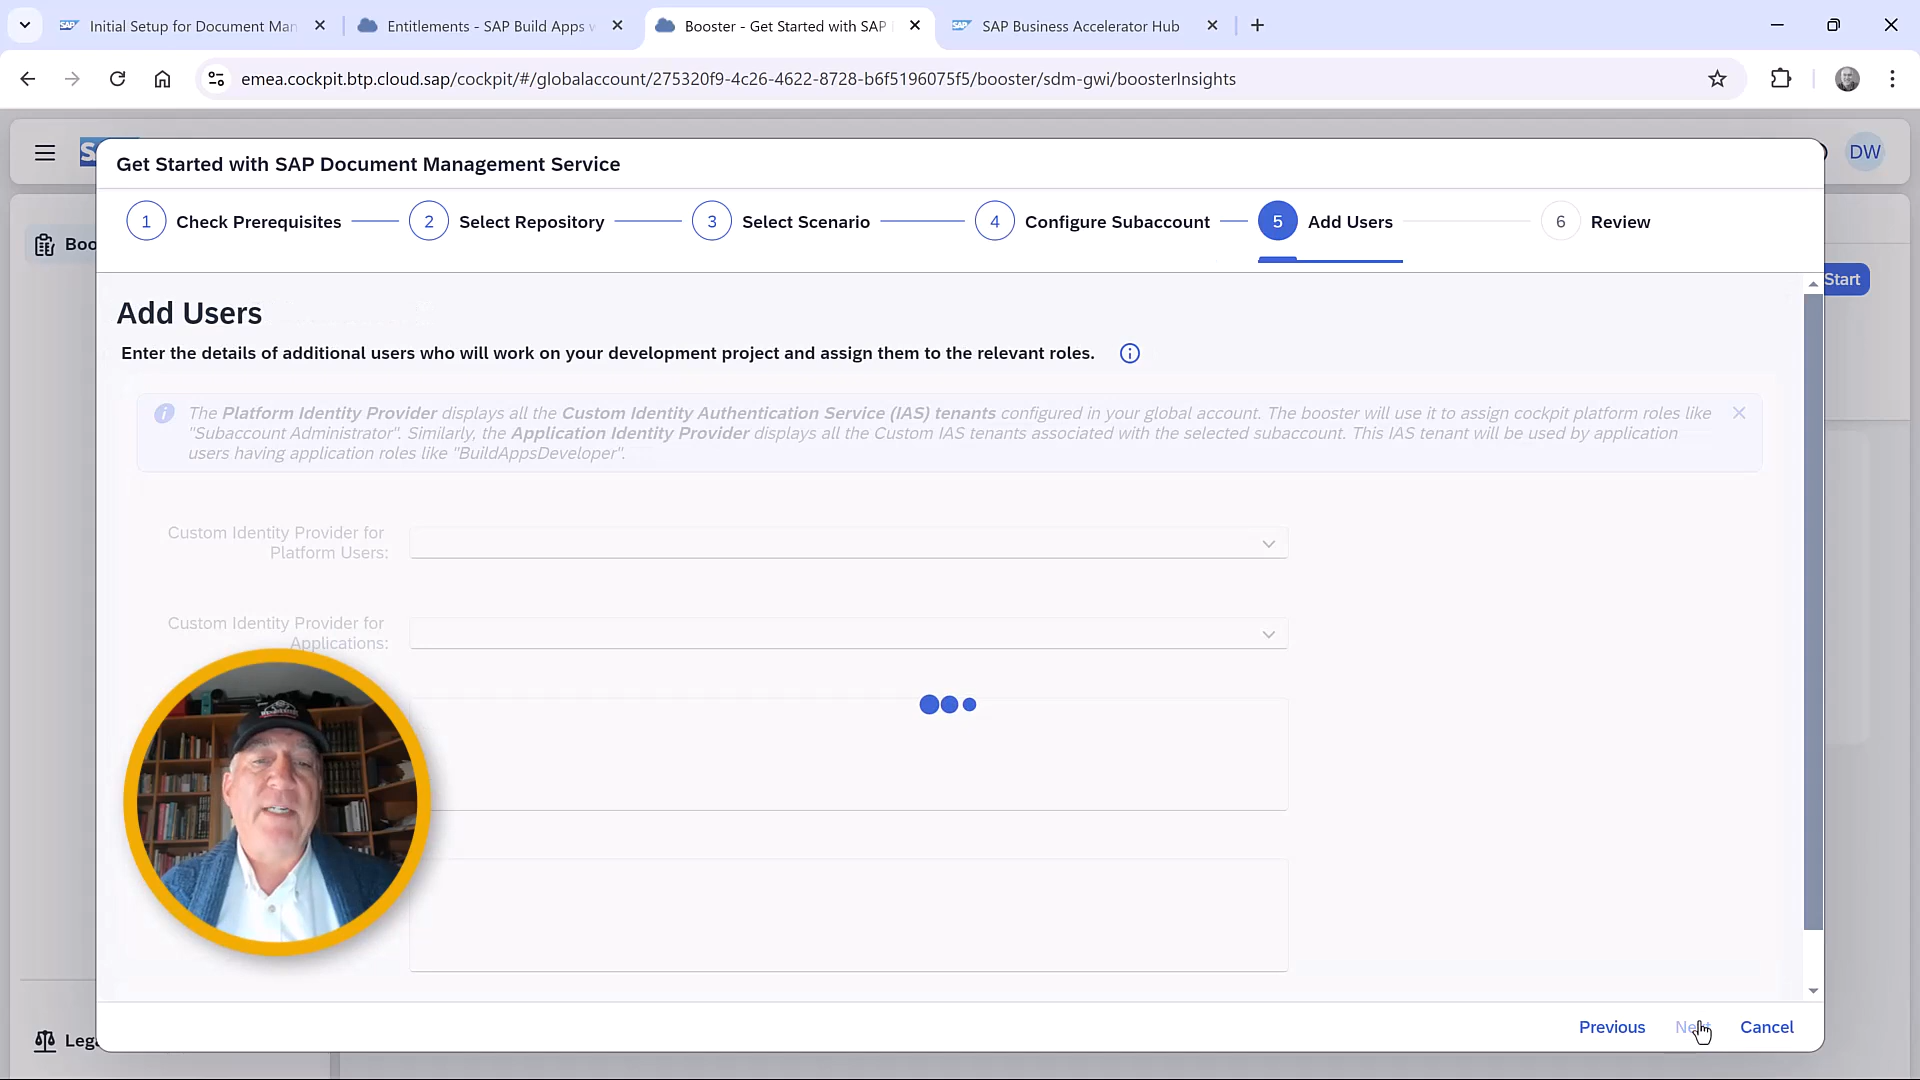 Initial Setup for Document Man
Entitlements - SAP Build Apps w
Booster - Get Started with SAP
SAP Business Accelerator Hub
emea.cockpit.btp.cloud.sap/cockpit/#/globalaccount/275320f9-4c26-4622-8728-b6f5196075f5/booster/sdm-gwi/boosterInsights
DW
Get Started with SAP Document Management Service
1 Check Prerequisites
2 Select Repository
3 Select Scenario
4 Configure Subaccount
5 Add Users
6 Review
Boo
Start
Add Users
Enter the details of additional users who will work on your development project and assign them to the relevant roles.
The Platform Identity Provider displays all the Custom Identity Authentication Service (IAS) tenants configured in your global account. The booster will use it to assign cockpit platform roles like
"Subaccount Administrator". Similarly, the Application Identity Provider displays all the Custom IAS tenants associated with the selected subaccount. This IAS tenant will be used by application
users having application roles like "BuildAppsDeveloper".
Custom Identity Provider for
Platform Users:
Custom Identity Provider for
Applications:
Lega
Previous
Next
Cancel